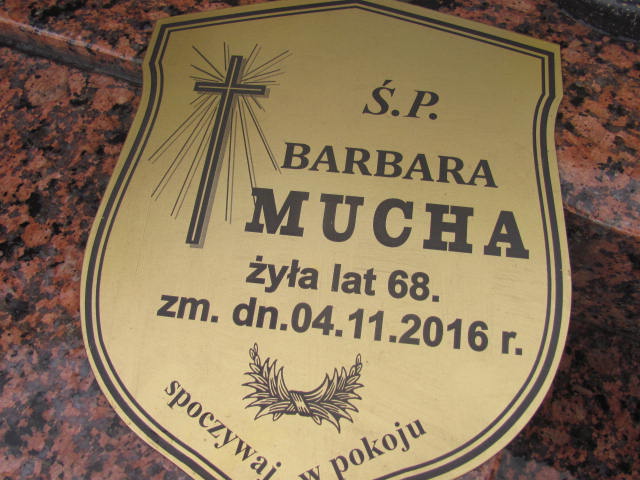 Ś.P.
BARBARA
MUCHA
żyła lat 68.
zm. dn.04.11.2016 r.
spoczywaj w pokoju